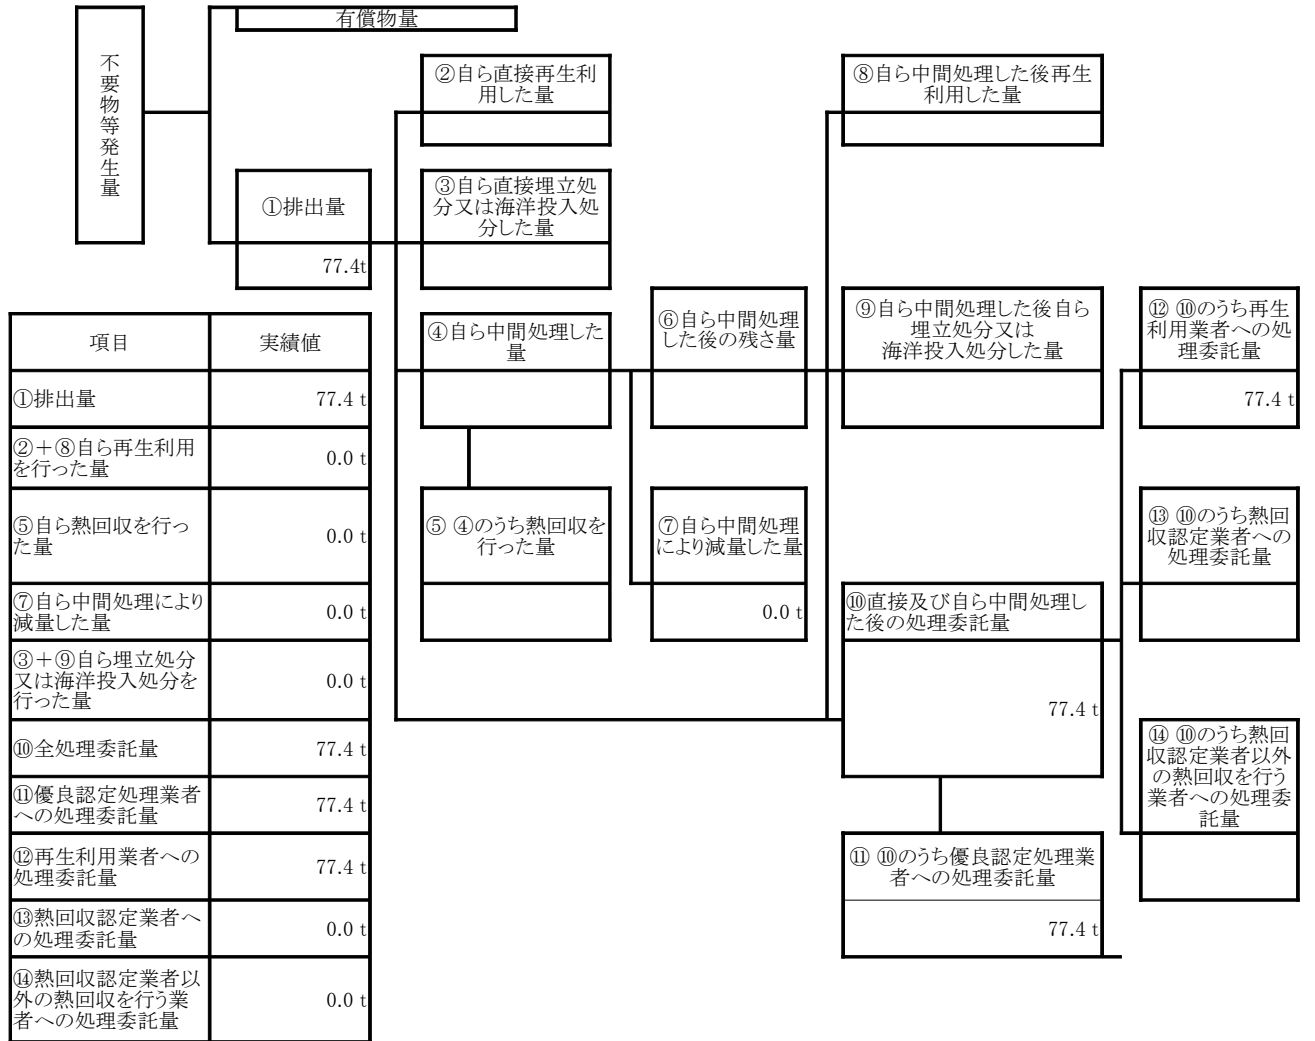 有償物量
不要物等発生量
②自ら直接再生利
用した量
⑧自ら中間処理した後再生
利用した量
①排出量
77.4t
③自ら直接埋立処
分又は海洋投入処
分した量
④自ら中間処理した
量
⑥自ら中間処理
した後の残さ量
⑨自ら中間処理した後自ら
埋立処分又は
海洋投入処分した量
⑫ ⑩のうち再生
利用業者への処
理委託量
77.4 t
⑤ ④のうち熱回収を
行った量
⑦自ら中間処理
により減量した量
0.0 t
⑬ ⑩のうち熱回
収認定業者への
処理委託量
⑩直接及び自ら中間処理し
た後の処理委託量
77.4 t
⑭ ⑩のうち熱回
収認定業者以外
の熱回収を行う
業者への処理委
託量
⑪ ⑩のうち優良認定処理業
者への処理委託量
77.4 t
項目 実績値
①排出量 77.4 t
②+⑧自ら再生利用
を行った量 0.0 t
⑤自ら熱回収を行っ
た量 0.0 t
⑦自ら中間処理により
減量した量 0.0 t
③+⑨自ら埋立処分
又は海洋投入処分を
行った量 0.0 t
⑩全処理委託量 77.4 t
⑪優良認定処理業者
への処理委託量 77.4 t
⑫再生利用業者への
処理委託量 77.4 t
⑬熱回収認定業者へ
の処理委託量 0.0 t
⑭熱回収認定業者以
外の熱回収を行う業
者への処理委託量 0.0 t